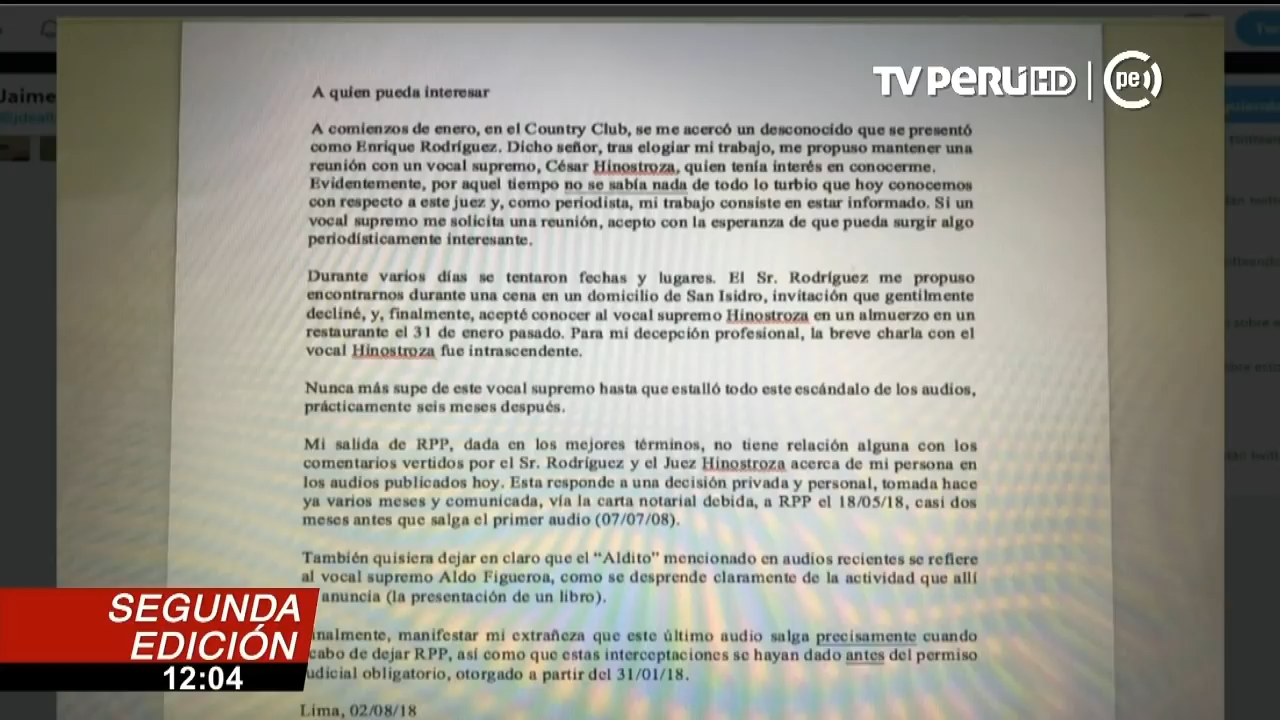 TV PERÚ HD
pe
Jaime
A quien pueda interesar
A comienzos de enero, en el Country Club, se me acercó un desconocido que se presentó
como Enrique Rodríguez. Dicho señor, tras elogiar mi trabajo, me propuso mantener una
reunión con un vocal supremo, César Hinostroza, quien tenía interés en conocerme.
Evidentemente, por aquel tiempo no se sabía nada de todo lo turbio que hoy conocemos
con respecto a este juez y, como periodista, mi trabajo consiste en estar informado. Si un
vocal supremo me solicita una reunión, acepto con la esperanza de que pueda surgir algo
periodísticamente interesante.
Durante varios días se tentaron fechas y lugares. El Sr. Rodríguez me propuso
encontrarnos durante una cena en un domicilio de San Isidro, invitación que gentilmente
decliné, y, finalmente, acepté conocer al vocal supremo Hinostroza en un almuerzo en un
restaurante el 31 de enero pasado. Para mi decepción profesional, la breve charla con el
vocal Hinostroza fue intrascendente.
Nunca más supe de este vocal supremo hasta que estalló todo este escándalo de los audios,
prácticamente seis meses después.
Mi salida de RPP, dada en los mejores términos, no tiene relación alguna con los
comentarios vertidos por el Sr. Rodríguez y el Juez Hinostroza acerca de mi persona en
los audios publicados hoy. Esta responde a una decisión privada y personal, tomada hace
ya varios meses y comunicada, vía la carta notarial debida, a RPP el 18/05/18, casi dos
meses antes que salga el primer audio (07/07/08).
También quisiera dejar en claro que el “Aldito” mencionado en audios recientes se refiere
al vocal supremo Aldo Figueroa, como se desprende claramente de la actividad que allí
anuncia (la presentación de un libro).
inalmente, manifestar mi extrañeza que este último audio salga precisamente cuando
cabo de dejar RPP, así como que estas interceptaciones se hayan dado antes del permiso
udicial obligatorio, otorgado a partir del 31/01/18.
Lima, 02/08/18
SEGUNDA
EDICIÓN
12:04